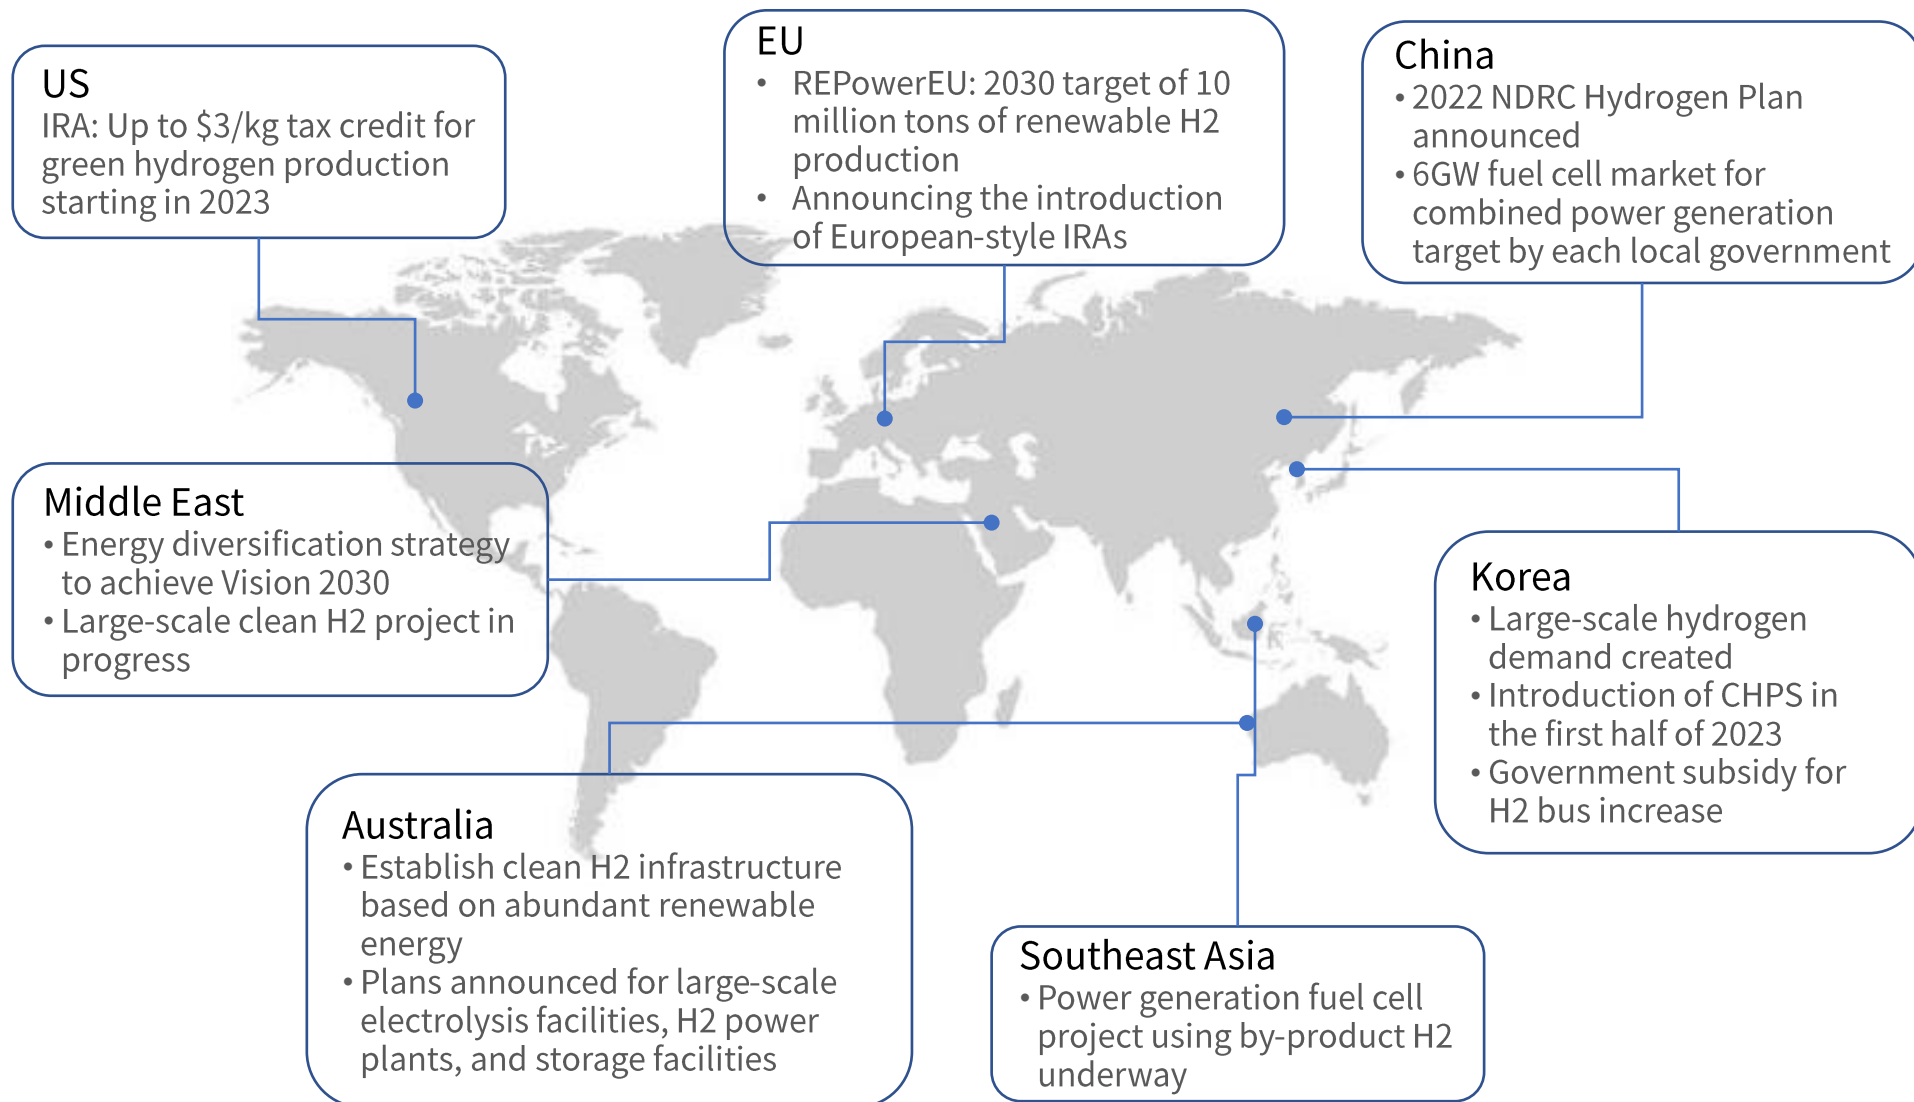 US
IRA: Up to $3/kg tax credit for
green hydrogen production
starting in 2023
EU
• REPowerEU: 2030 target of 10
million tons of renewable H2
production
• Announcing the introduction
of European-style IRAs
China
• 2022 NDRC Hydrogen Plan
announced
• 6GW fuel cell market for
combined power generation
target by each local government
Middle East
• Energy diversification strategy
to achieve Vision 2030
• Large-scale clean H2 project in
progress
Korea
• Large-scale hydrogen
demand created
• Introduction of CHPS in
the first half of 2023
• Government subsidy for
H2 bus increase
Australia
• Establish clean H2 infrastructure
based on abundant renewable
energy
• Plans announced for large-scale
electrolysis facilities, H2 power
plants, and storage facilities
Southeast Asia
• Power generation fuel cell
project using by-product H2
underway